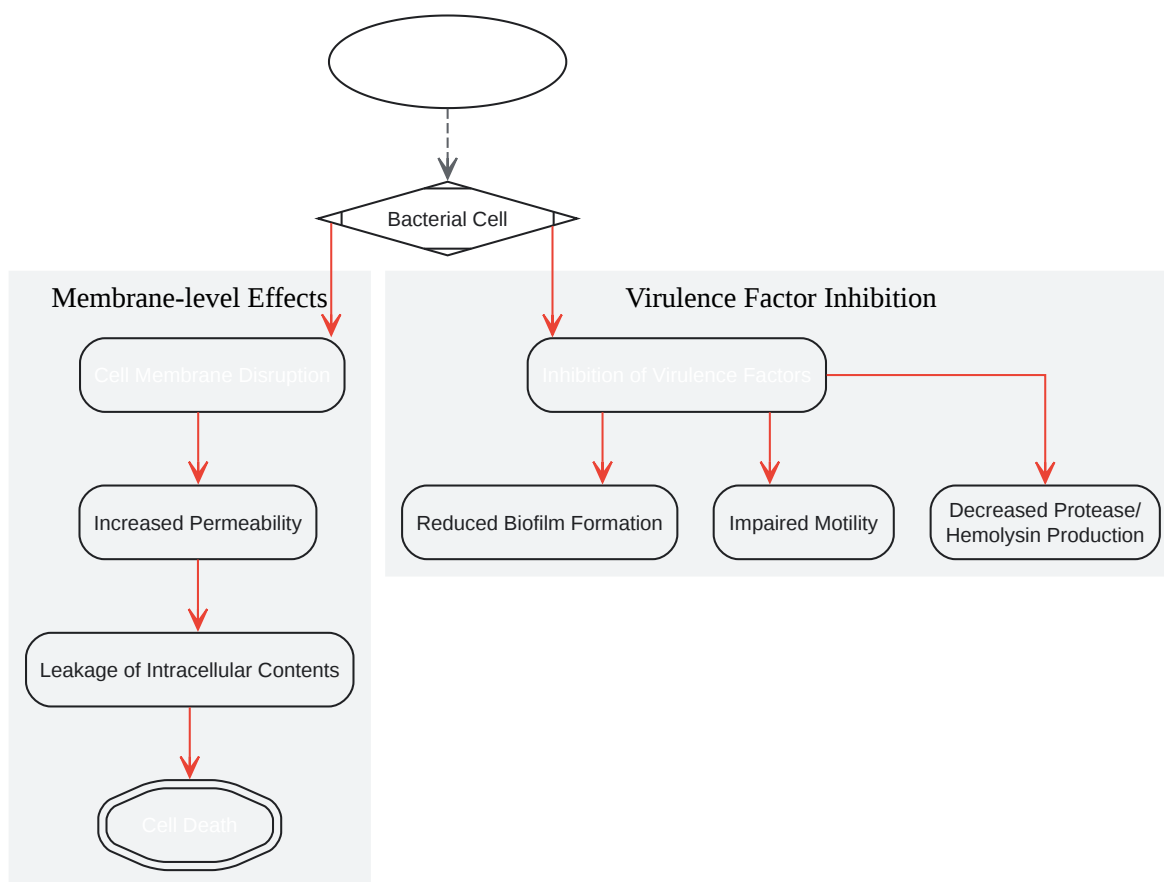 Bacterial Cell
Membrane-level Effects
Cell Membrane Disruption
Increased Permeability
Leakage of Intracellular Contents
Cell Death
Virulence Factor Inhibition
Inhibition of Virulence Factors
Reduced Biofilm Formation
Impaired Motility
Decreased Protease/
Hemolysin Production